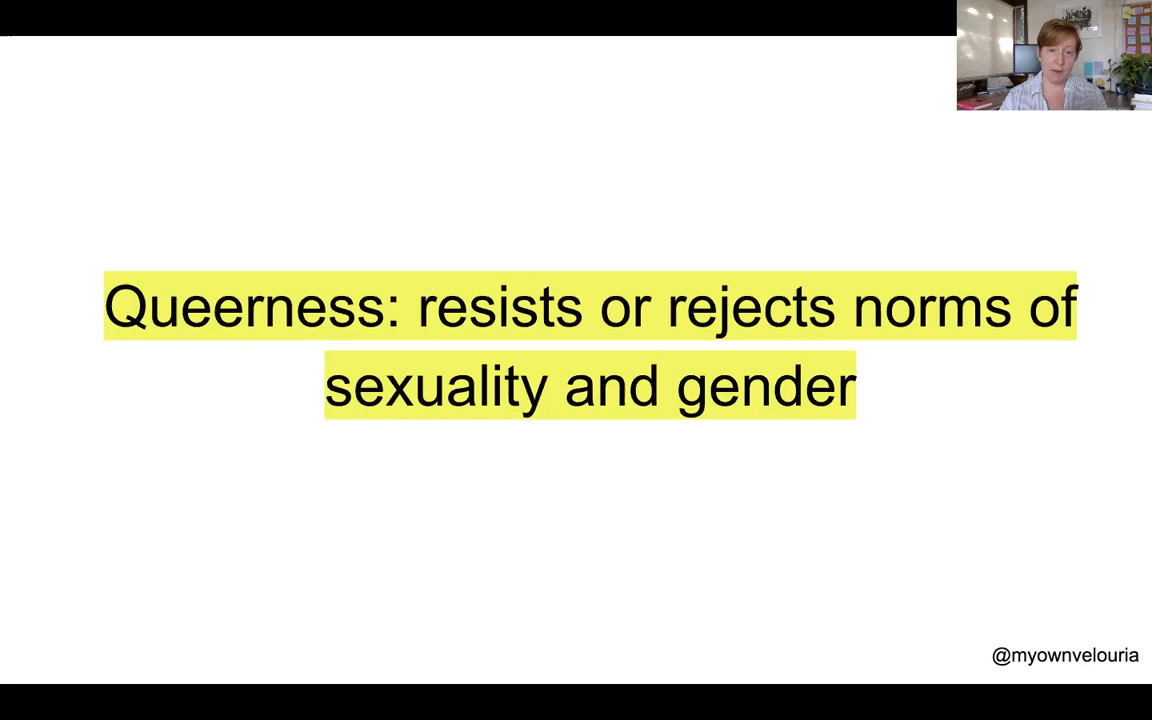 Queerness: resists or rejects norms of
sexuality and gender
@myownvelouria